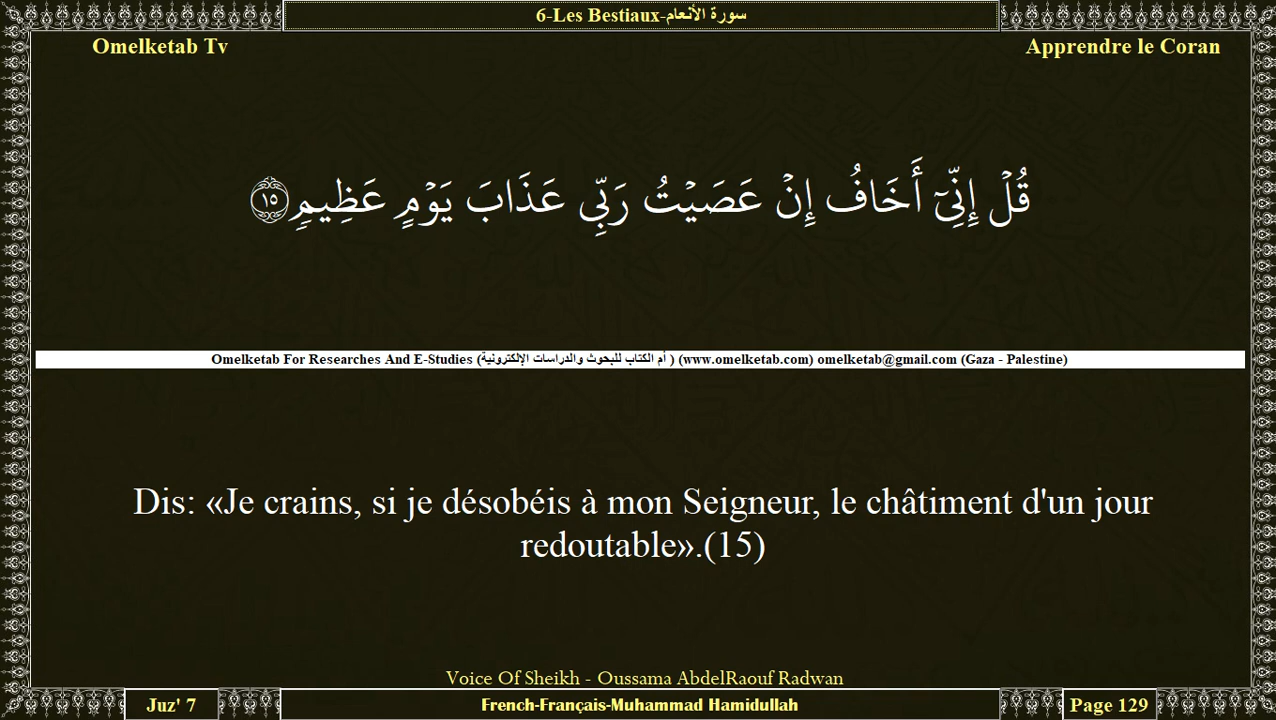 6-Les Bestiaux-سورة الأنعام
Omelketab Tv
Apprendre le Coran
قُلۡ إِنِّيٓ أَخَافُ إِنۡ عَصَيۡتُ رَبِّي عَذَابَ يَوۡمٍ عَظِيمٖ ١٥
Omelketab For Researches And E-Studies (أم الكتاب للبحوث والدراسات الإلكترونية ) (www.omelketab.com) omelketab@gmail.com (Gaza - Palestine)
Dis: «Je crains, si je désobéis à mon Seigneur, le châtiment d'un jour
redoutable».(15)
Voice Of Sheikh - Oussama AbdelRaouf Radwan
Juz' 7
French-Français-Muhammad Hamidullah
Page 129